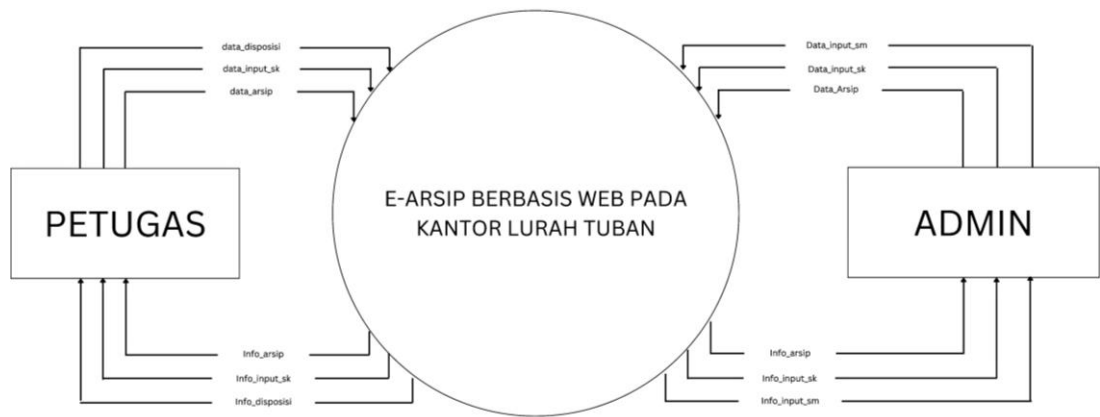 data_disposisi
data_input_sk
data_arsip
Data_input_sm
Data_input_sk
Data_Arsip
PETUGAS
E-ARSIP BERBASIS WEB PADA
KANTOR LURAH TUBAN
ADMIN
Info_arsip
Info_input_sk
Info_disposisi
Info_arsip
Info_input_sk
Info_input_sm